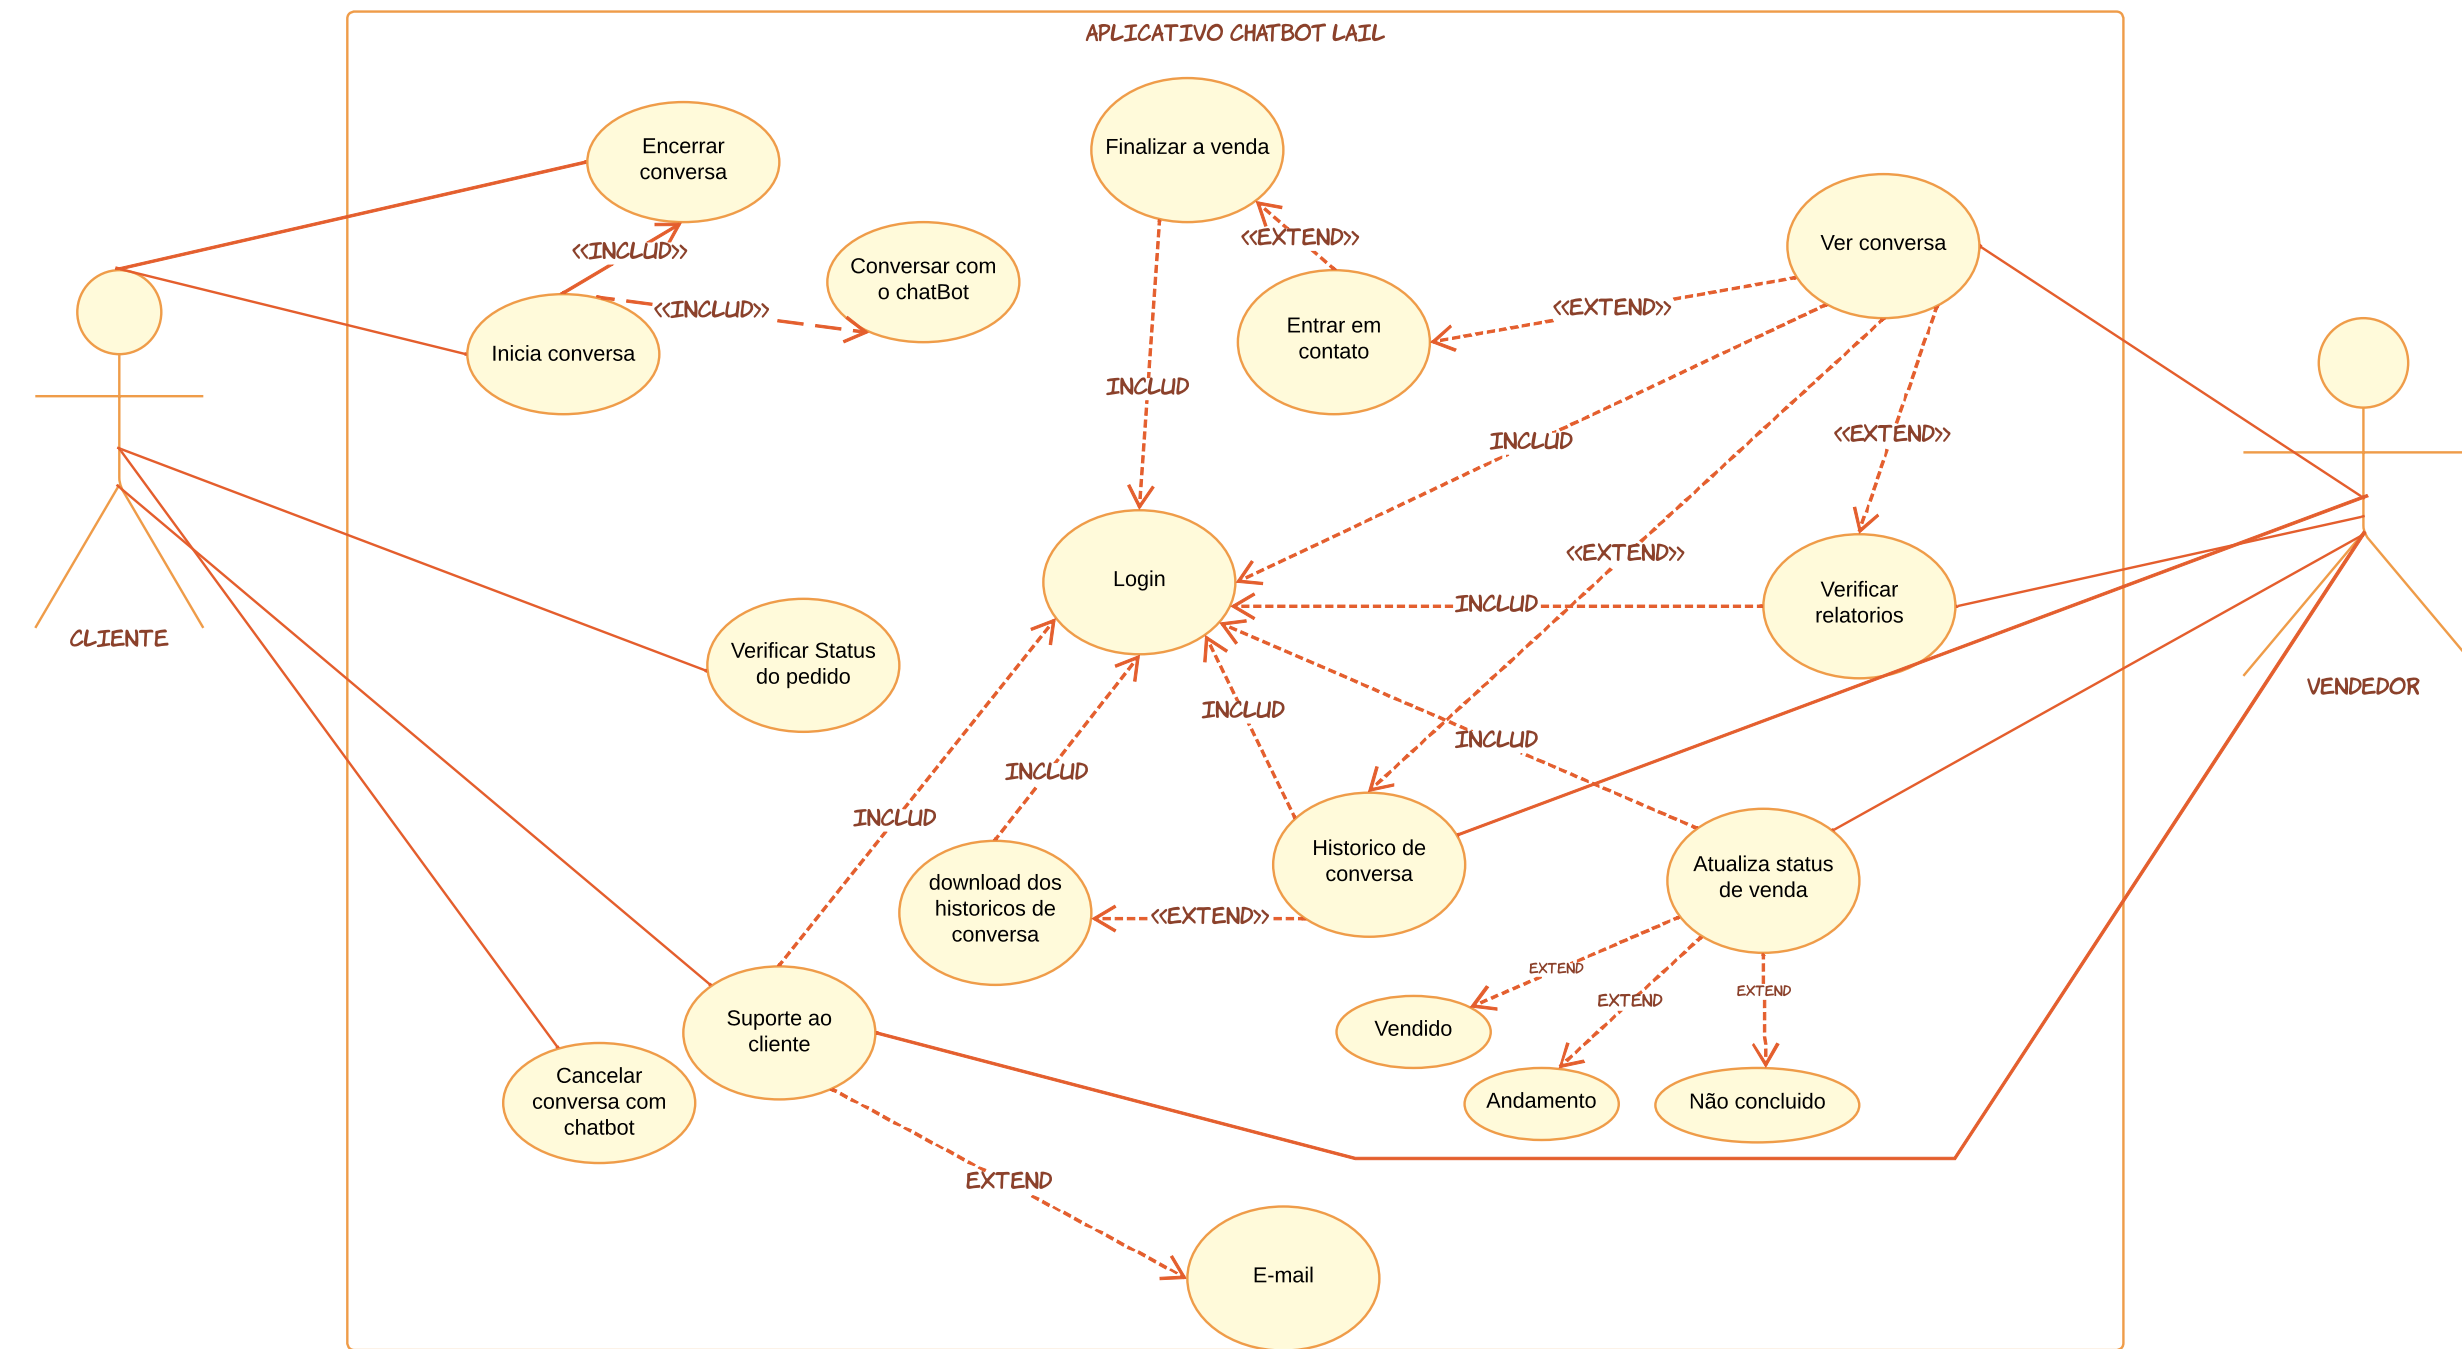 APLICATIVO CHATBOT LAIL
Encerrar
conversa
Finalizar a venda
Ver conversa
<<INCLUD>>
<<EXTEND>>
Conversar com
o chatBot
<<INCLUD>>
<<EXTEND>>
Inicia conversa
Entrar em
contato
INCLUD
INCLUD
<<EXTEND>>
<<EXTEND>>
Login
INCLUD
Verificar
relatorios
CLIENTE
Verificar Status
do pedido
VENDEDOR
INCLUD
INCLUD
INCLUD
INCLUD
Historico de
conversa
Atualiza status
de venda
download dos
historicos de
conversa
<<EXTEND>>
EXTEND
EXTEND
EXTEND
Suporte ao
cliente
Vendido
Cancelar
conversa com
chatbot
Andamento
Não concluido
EXTEND
E-mail